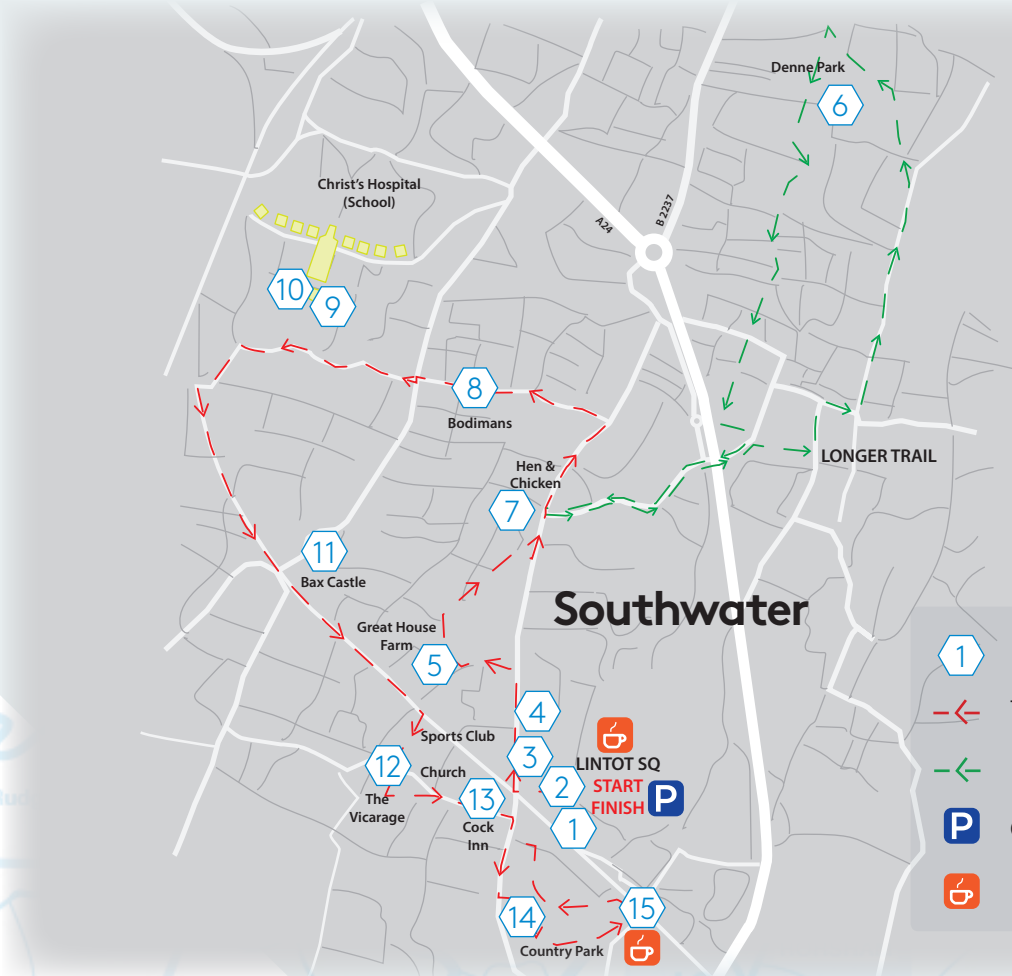 Denne Park
6
Christ's Hospital
(School)
A24
B 2237
10
9
8
Bodimans
LONGER TRAIL
Hen &
Chicken
7
11
Bax Castle
Southwater
Great House
Farm
5
1
4
Sports Club
3
LINTOT SQ
12
Church
2
START
FINISH
P
The
Vicarage
13
Cock
Inn
1
P
14
15
Country Park